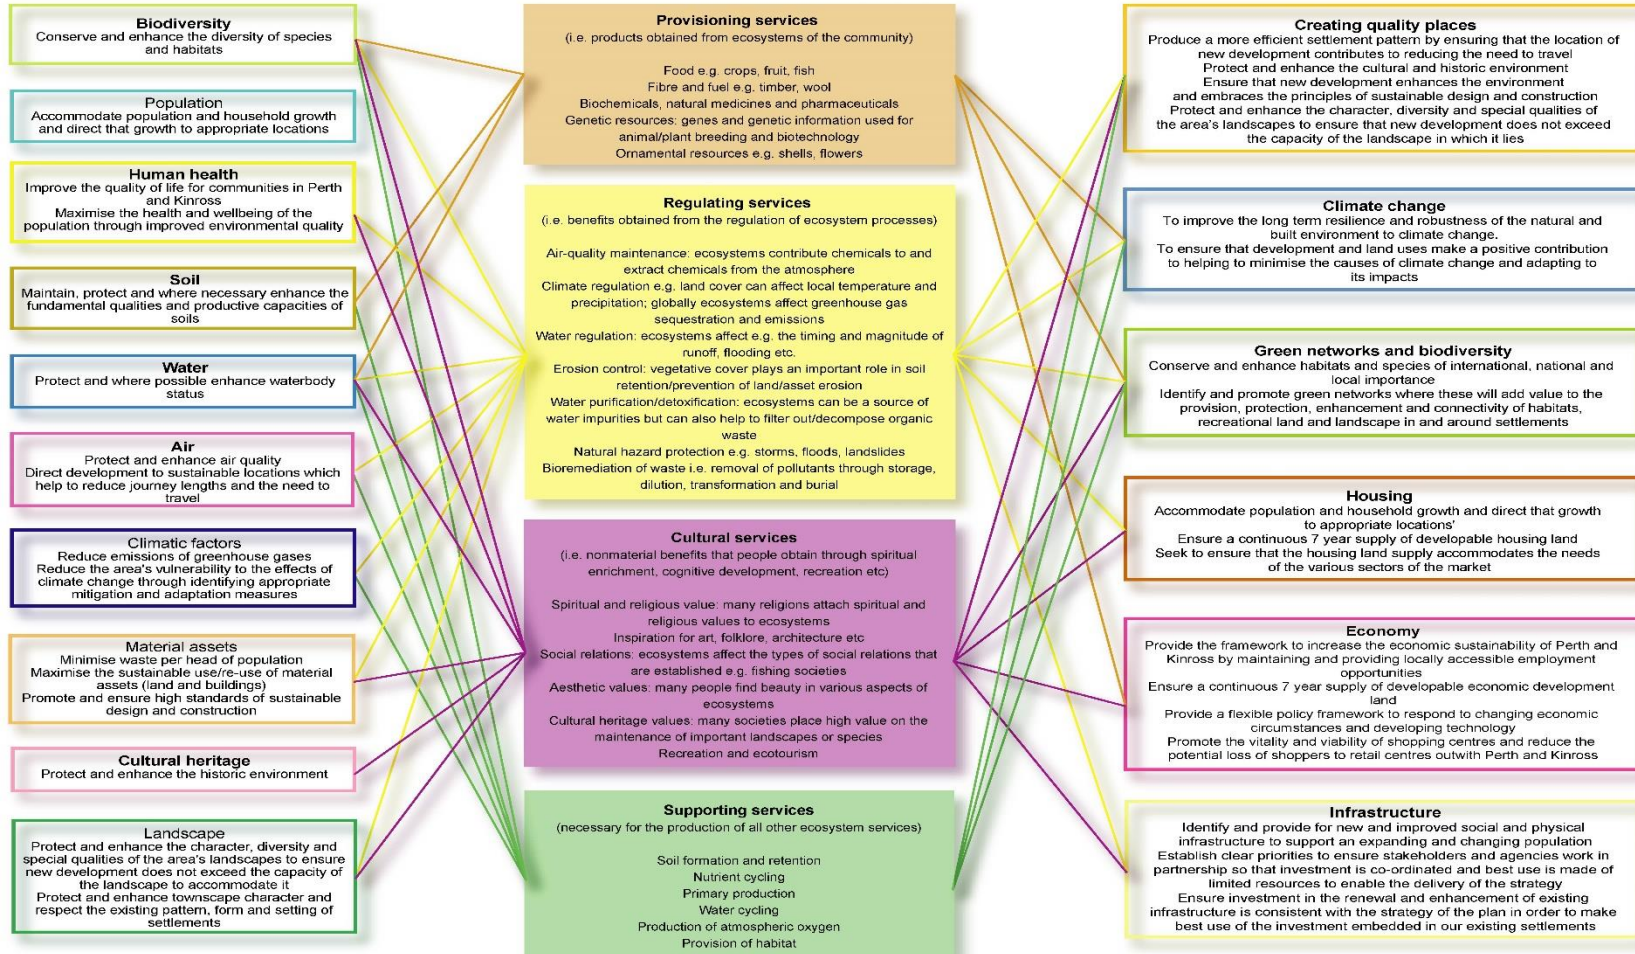 Biodiversity
Conserve and enhance the diversity of species
and habitats
Population
Accommodate population and household growth
and direct that growth to appropriate locations
Human health
Improve the quality of life for communities in Perth
and Kinross
Maximise the health and wellbeing of the
population through improved environmental quality
Soil
Maintain, protect and where necessary enhance the
fundamental qualities and productive capacities of
soils
Water
Protect and where possible enhance waterbody
status
Air
Protect and enhance air quality
Direct development to sustainable locations which
help to reduce journey lengths and the need to
travel
Climatic factors
Reduce emissions of greenhouse gases
Reduce the area's vulnerability to the effects of
climate change through identifying appropriate
mitigation and adaptation measures
Material assets
Minimise waste per head of population
Maximise the sustainable use/re-use of material
assets (land and buildings)
Promote and ensure high standards of sustainable
design and construction
Cultural heritage
Protect and enhance the historic environment
Landscape
Protect and enhance the character, diversity and
special qualities of the area's landscapes to ensure
new development does not exceed the capacity of
the landscape to accommodate it
Protect and enhance townscape character and
respect the existing pattern, form and setting of
settlements
Provisioning services
(i.e. products obtained from ecosystems of the community)
Food e.g. crops, fruit, fish
Fibre and fuel e.g. timber, wool
Biochemicals, natural medicines and pharmaceuticals
Genetic resources: genes and genetic information used for
animal/plant breeding and biotechnology
Ornamental resources e.g. shells, flowers
Regulating services
(i.e. benefits obtained from the regulation of ecosystem processes)
Air-quality maintenance: ecosystems contribute chemicals to and
extract chemicals from the atmosphere
Climate regulation e.g. land cover can affect local temperature and
precipitation; globally ecosystems affect greenhouse gas
sequestration and emissions
Water regulation: ecosystems affect e.g. the timing and magnitude of
runoff, flooding etc.
Erosion control: vegetative cover plays an important role in soil
retention/prevention of land/asset erosion
Water purification/detoxification: ecosystems can be a source of
water impurities but can also help to filter out/decompose organic
waste
Natural hazard protection e.g. storms, floods, landslides
Bioremediation of waste i.e. removal of pollutants through storage,
dilution, transformation and burial
Cultural services
(i.e. nonmaterial benefits that people obtain through spiritual
enrichment, cognitive development, recreation etc)
Spiritual and religious value: many religions attach spiritual and
religious values to ecosystems
Inspiration for art, folklore, architecture etc
Social relations: ecosystems affect the types of social relations that
are established e.g. fishing societies
Aesthetic values: many people find beauty in various aspects of
ecosystems
Cultural heritage values: many societies place high value on the
maintenance of important landscapes or species
Recreation and ecotourism
Supporting services
(necessary for the production of all other ecosystem services)
Soil formation and retention
Nutrient cycling
Primary production
Water cycling
Production of atmospheric oxygen
Provision of habitat
Creating quality places
Produce a more efficient settlement pattern by ensuring that the location of
new development contributes to reducing the need to travel
Protect and enhance the cultural and historic environment
Ensure that new development enhances the environment
and embraces the principles of sustainable design and construction
Protect and enhance the character, diversity and special qualities of
the area's landscapes to ensure that new development does not exceed
the capacity of the landscape in which it lies
Climate change
To improve the long term resilience and robustness of the natural and
built environment to climate change.
To ensure that development and land uses make a positive contribution
to helping to minimise the causes of climate change and adapting to
its impacts
Green networks and biodiversity
Conserve and enhance habitats and species of international, national and
local importance
Identify and promote green networks where these will add value to the
provision, protection, enhancement and connectivity of habitats,
recreational land and landscape in and around settlements
Housing
Accommodate population and household growth and direct that growth
to appropriate locations'
Ensure a continuous 7 year supply of developable housing land
Seek to ensure that the housing land supply accommodates the needs
of the various sectors of the market
Economy
Provide the framework to increase the economic sustainability of Perth and
Kinross by maintaining and providing locally accessible employment
opportunities
Ensure a continuous 7 year supply of developable economic development
land
Provide a flexible policy framework to respond to changing economic
circumstances and developing technology
Promote the vitality and viability of shopping centres and reduce the
potential loss of shoppers to retail centres outwith Perth and Kinross
Infrastructure
Identify and provide for new and improved social and physical
infrastructure to support an expanding and changing population
Establish clear priorities to ensure stakeholders and agencies work in
partnership so that investment is co-ordinated and best use is made of
limited resources to enable the delivery of the strategy
Ensure investment in the renewal and enhancement of existing
infrastructure is consistent with the strategy of the plan in order to make
best use of the investment embedded in our existing settlements